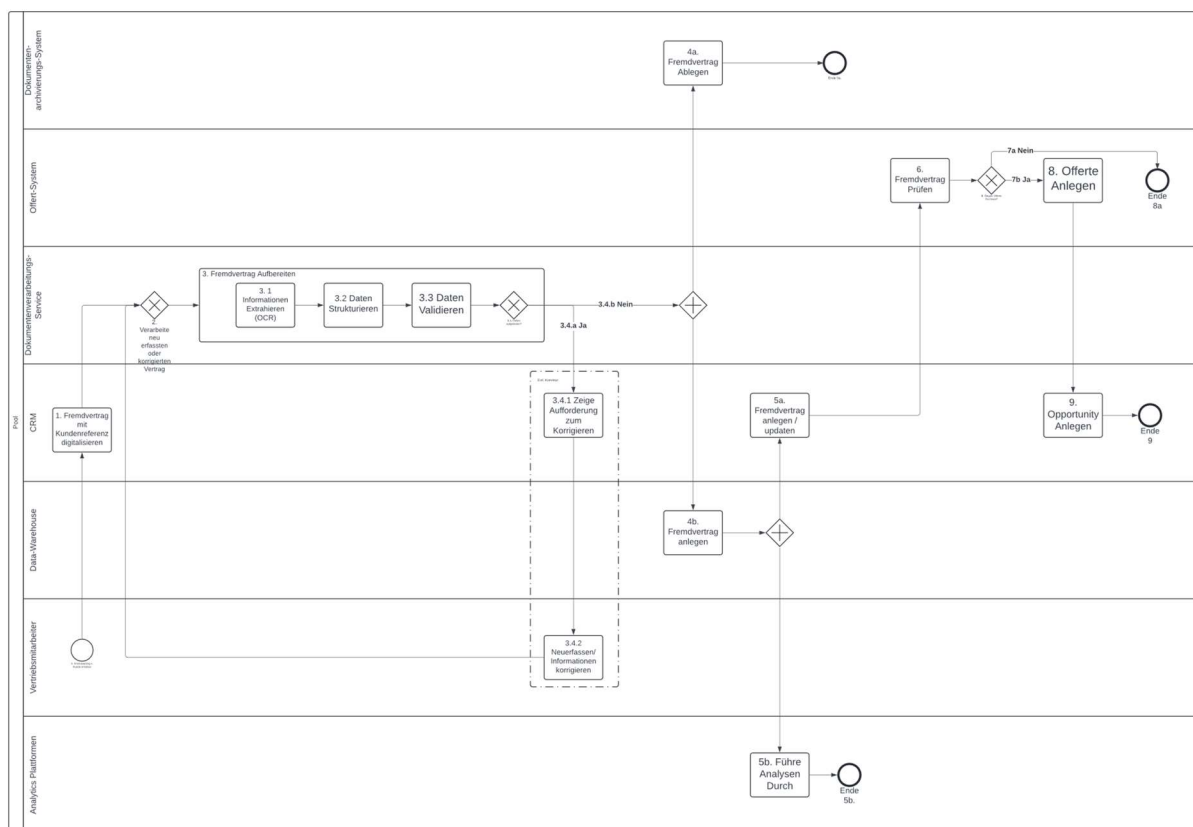 Pool
Dokumenten-
archivierungs-System
4a.
Fremdvertrag
Ablegen
Offert-System
6.
Fremdvertrag
Prüfen
7a Nein
7b Ja
8. Offerte
Anlegen
Ende
8a
Dokumentenverarbeitungs-
Service
2.
Verarbeite
neu
erfassten
oder
korrigierten
Vertrag
3. Fremdvertrag Aufbereiten
3. 1
Informationen
Extrahieren
(OCR)
3.2 Daten
Strukturieren
3.3 Daten
Validieren
3.4.b Nein
3.4.a Ja
CRM
1. Fremdvertrag
mit
Kundenreferenz
digitalisieren
3.4.1 Zeige
Aufforderung
zum
Korrigieren
5a.
Fremdvertrag
anlegen /
updaten
9.
Opportunity
Anlegen
Ende
9
Data-Warehouse
4b.
Fremdvertrag
anlegen
Vertriebsmitarbeiter
3.4.2
Neuerfassen/
Informationen
korrigieren
Analytics Plattformen
5b. Führe
Analysen
Durch
Ende
5b.